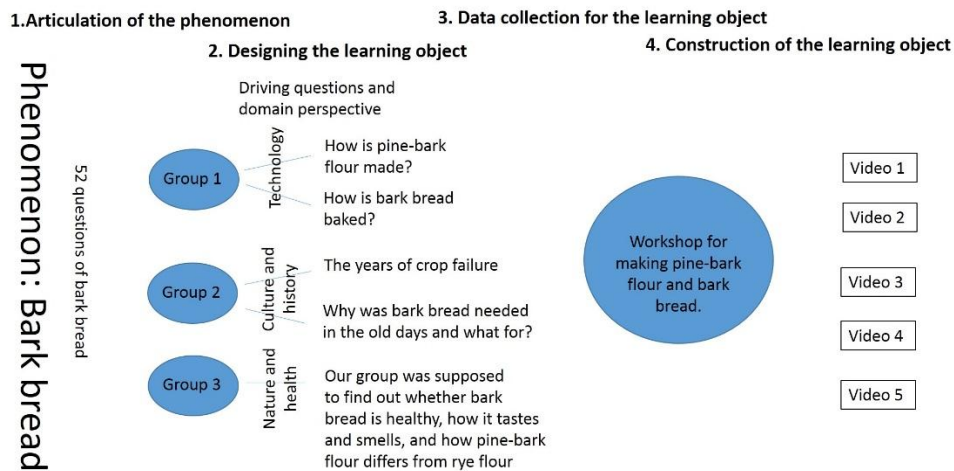 1.Articulation of the phenomenon
3. Data collection for the learning object
2. Designing the learning object
4. Construction of the learning object
Phenomenon: Bark bread
52 questions of bark bread
Driving questions and
domain perspective
Group 1
Technology
How is pine-bark
flour made?
How is bark bread
baked?
Group 2
Culture and
history
The years of crop failure
Why was bark bread needed
in the old days and what for?
Group 3
Nature and
health
Our group was supposed
to find out whether bark
bread is healthy, how it tastes
and smells, and how pine-bark
flour differs from rye flour
Workshop for
making pine-bark
flour and bark
bread.
Video 1
Video 2
Video 3
Video 4
Video 5